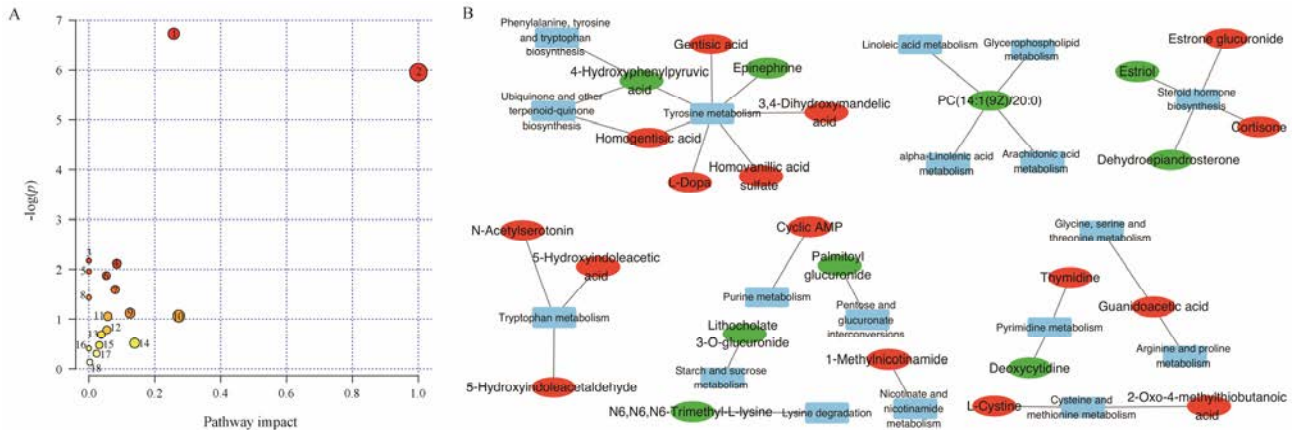 A
7
6
5
4
3
2
1
0
-log(p)
0.0
0.2
0.4
0.6
0.8
1.0
Pathway impact
1
2
3
4
5
6
7
8
9
10
11
12
13
14
15
16
17
18
B
Phenylalanine, tyrosine
and tryptophan
biosynthesis
4-Hydroxyphenylpyruvic
acid
Ubiquinone and other
terpenoid-quinone
biosynthesis
Homogentisic acid
Gentisic acid
Epinephrine
Tyrosine metabolism
3,4-Dihydroxymandelic
acid
L-Dopa
Homovanillic acid
sulfate
Linoleic acid metabolism
Glycerophospholipid
metabolism
PC(14:1(9Z)/20:0)
alpha-Linolenic acid
metabolism
Arachidonic acid
metabolism
Estrone glucuronide
Estriol
Steroid hormone
biosynthesis
Cortisone
Dehydroepiandrosterone
N-Acetylserotonin
5-Hydroxyindoleacetic
acid
Tryptophan metabolism
5-Hydroxyindoleacetaldehyde
Cyclic AMP
Purine metabolism
Palmitoyl
glucuronide
Pentose and
glucuronate
interconversions
Lithocholate
3-O-glucuronide
Starch and sucrose
metabolism
1-Methylnicotinamide
Nicotinate and
nicotinamide
metabolism
N6,N6,N6-Trimethyl-L-lysine
Lysine degradation
Glycine, serine and
threonine metabolism
Thymidine
Guanidoacetic acid
Pyrimidine metabolism
Arginine and proline
metabolism
Deoxycytidine
L-Cystine
Cysteine and
methionine metabolism
2-Oxo-4-methylthiobutanoic
acid